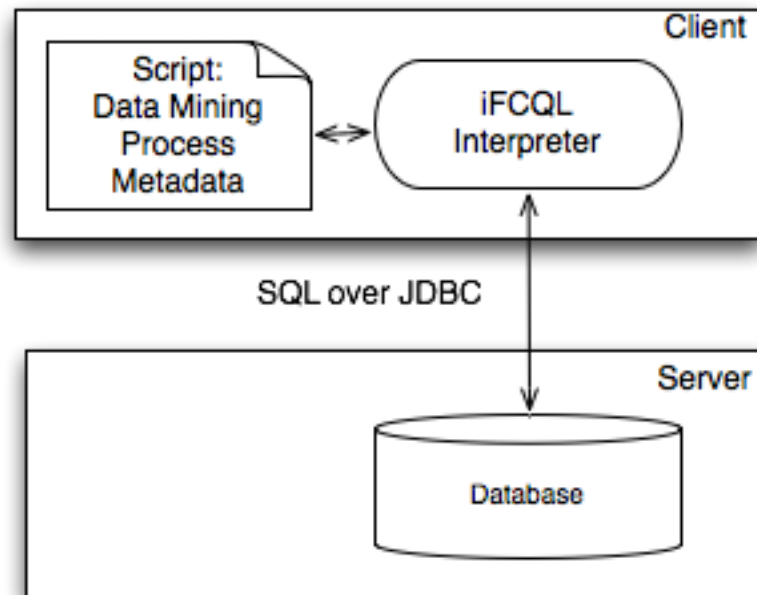 Client
Script:
Data Mining
Process
Metadata
iFCQL
Interpreter
SQL over JDBC
Server
Database